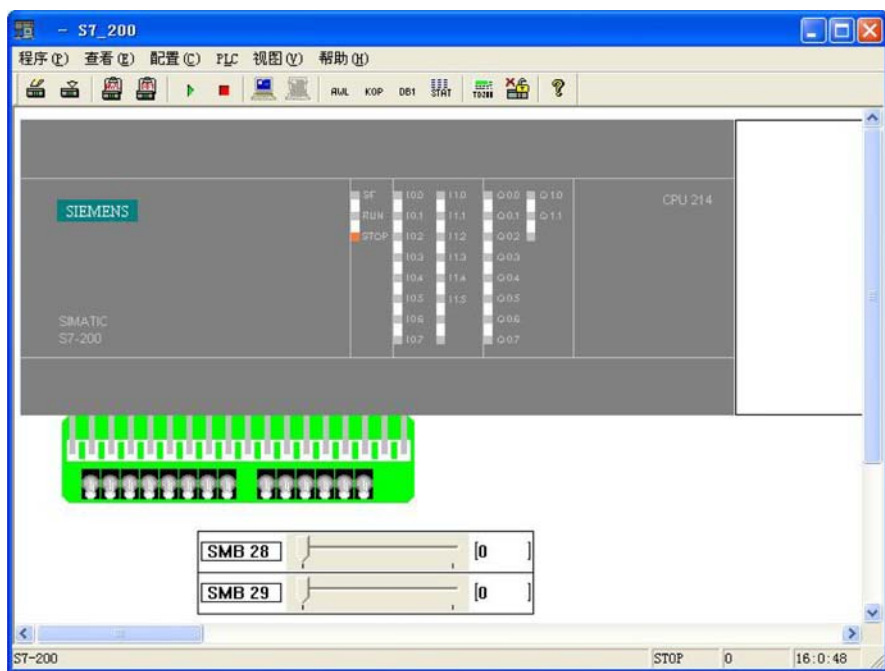 - S7_200
程序(P) 查看(E) 配置(C) PLC 视图(V) 帮助(H)
AWL KOP DB1 STAT TD200
SIEMENS
SF I0.0 I1.0 Q0.0 Q1.0
CPU 214
RUN I0.1 I1.1 Q0.1 Q1.1
STOP I0.2 I1.2 Q0.2
I0.3 I1.3 Q0.3
I0.4 I1.4 Q0.4
I0.5 I1.5 Q0.5
SIMATIC
I0.6 Q0.6
S7-200
I0.7 Q0.7
SMB 28 [0 ]
SMB 29 [0 ]
S7-200 STOP 0 16:0:48